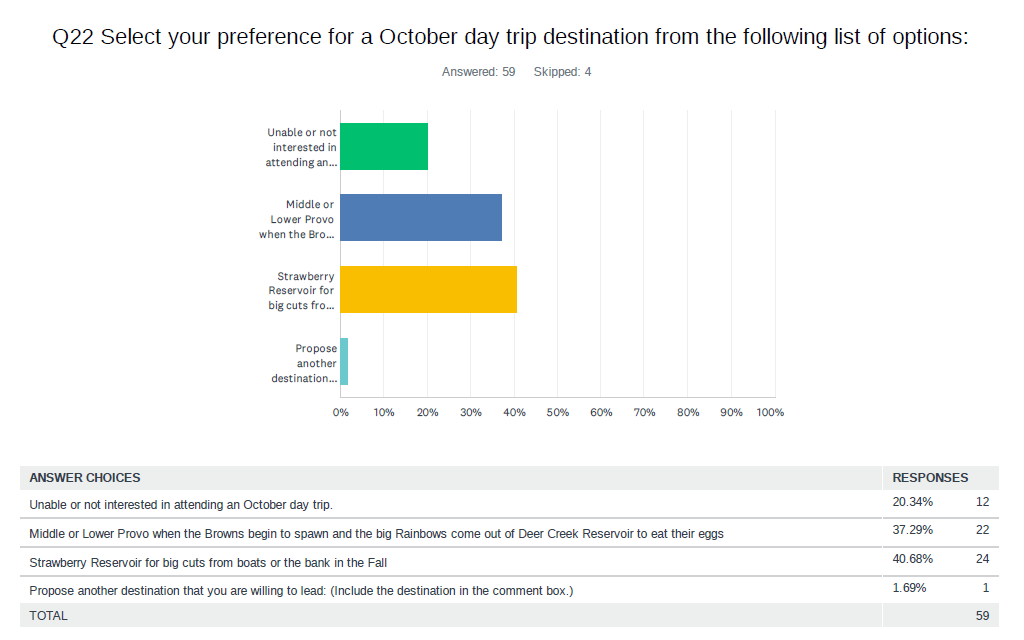 Q22 Select your preference for a October day trip destination from the following list of options:
Answered: 59 Skipped: 4
Unable or not
interested in
attending an...
Middle or
Lower Provo
when the Bro...
Strawberry
Reservoir for
big cuts fro...
Propose
another
destination...
0% 10% 20% 30% 40% 50% 60% 70% 80% 90% 100%
ANSWER CHOICES RESPONSES
Unable or not interested in attending an October day trip. 20.34% 12
Middle or Lower Provo when the Browns begin to spawn and the big Rainbows come out of Deer Creek Reservoir to eat their eggs 37.29% 22
Strawberry Reservoir for big cuts from boats or the bank in the Fall 40.68% 24
Propose another destination that you are willing to lead: (Include the destination in the comment box.) 1.69% 1
TOTAL 59